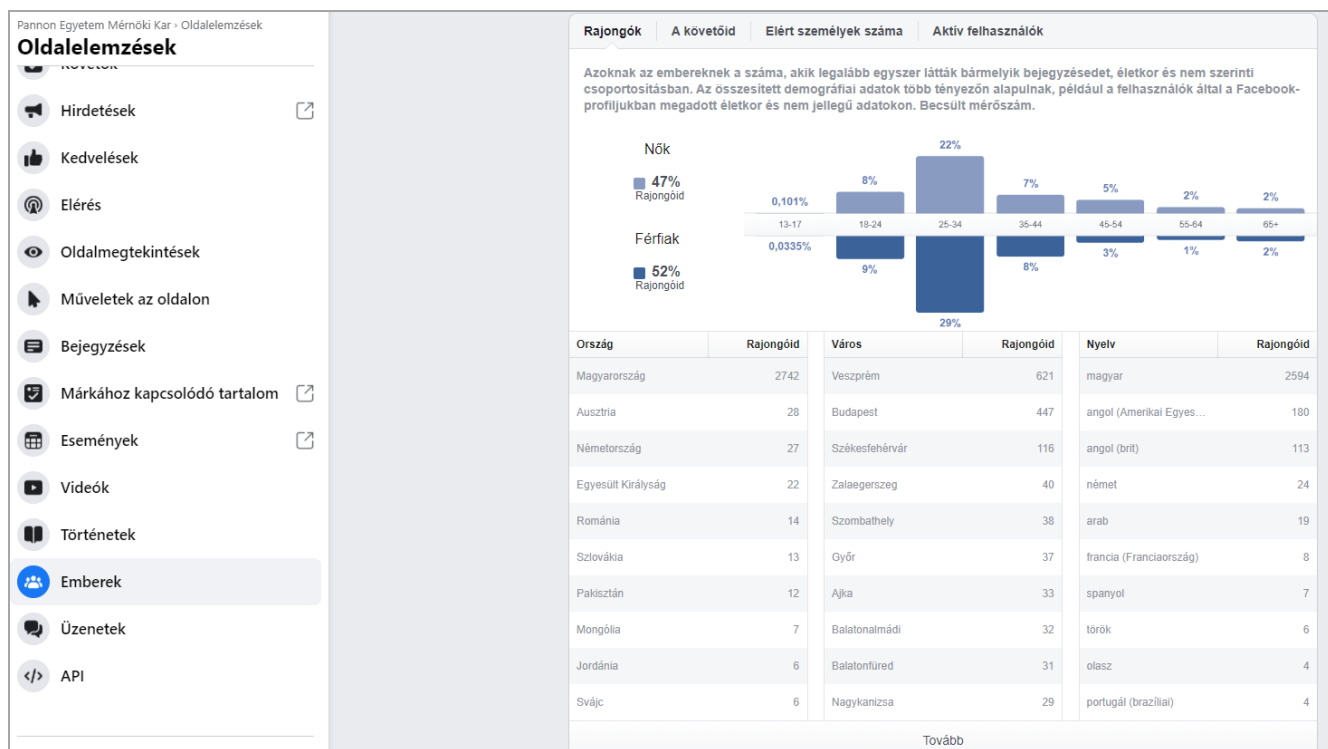 Pannon Egyetem Mérnöki Kar › Oldalelemzések
Oldalelemzések
Követők
Hirdetések
Kedvelések
Elérés
Oldalmegtekintések
Műveletek az oldalon
Bejegyzések
Márkához kapcsolódó tartalom
Események
Videók
Történetek
Emberek
Üzenetek
API
Rajongók A követőid Elért személyek száma Aktív felhasználók
Azoknak az embereknek a száma, akik legalább egyszer látták bármelyik bejegyzésedet, életkor és nem szerinti
csoportosításban. Az összesített demográfiai adatok több tényezőn alapulnak, például a felhasználók által a Facebook-
profiljukban megadott életkor és nem jellegű adatokon. Becsült mérőszám.
Nők
47%
Rajongóid
0,101% 8% 22% 7% 5% 2% 2%
13-17 18-24 25-34 35-44 45-54 55-64 65+
Férfiak
52%
Rajongóid
0,0335% 9% 29% 8% 3% 1% 2%
Ország Rajongóid Város Rajongóid Nyelv Rajongóid
Magyarország 2742 Veszprém 621 magyar 2594
Ausztria 28 Budapest 447 angol (Amerikai Egyes... 180
Németország 27 Székesfehérvár 116 angol (brit) 113
Egyesült Királyság 22 Zalaegerszeg 40 német 24
Románia 14 Szombathely 38 arab 19
Szlovákia 13 Győr 37 francia (Franciaország) 8
Pakisztán 12 Ajka 33 spanyol 7
Mongólia 7 Balatonalmádi 32 török 6
Jordánia 6 Balatonfüred 31 olasz 4
Svájc 6 Nagykanizsa 29 portugál (brazíliai) 4
Tovább